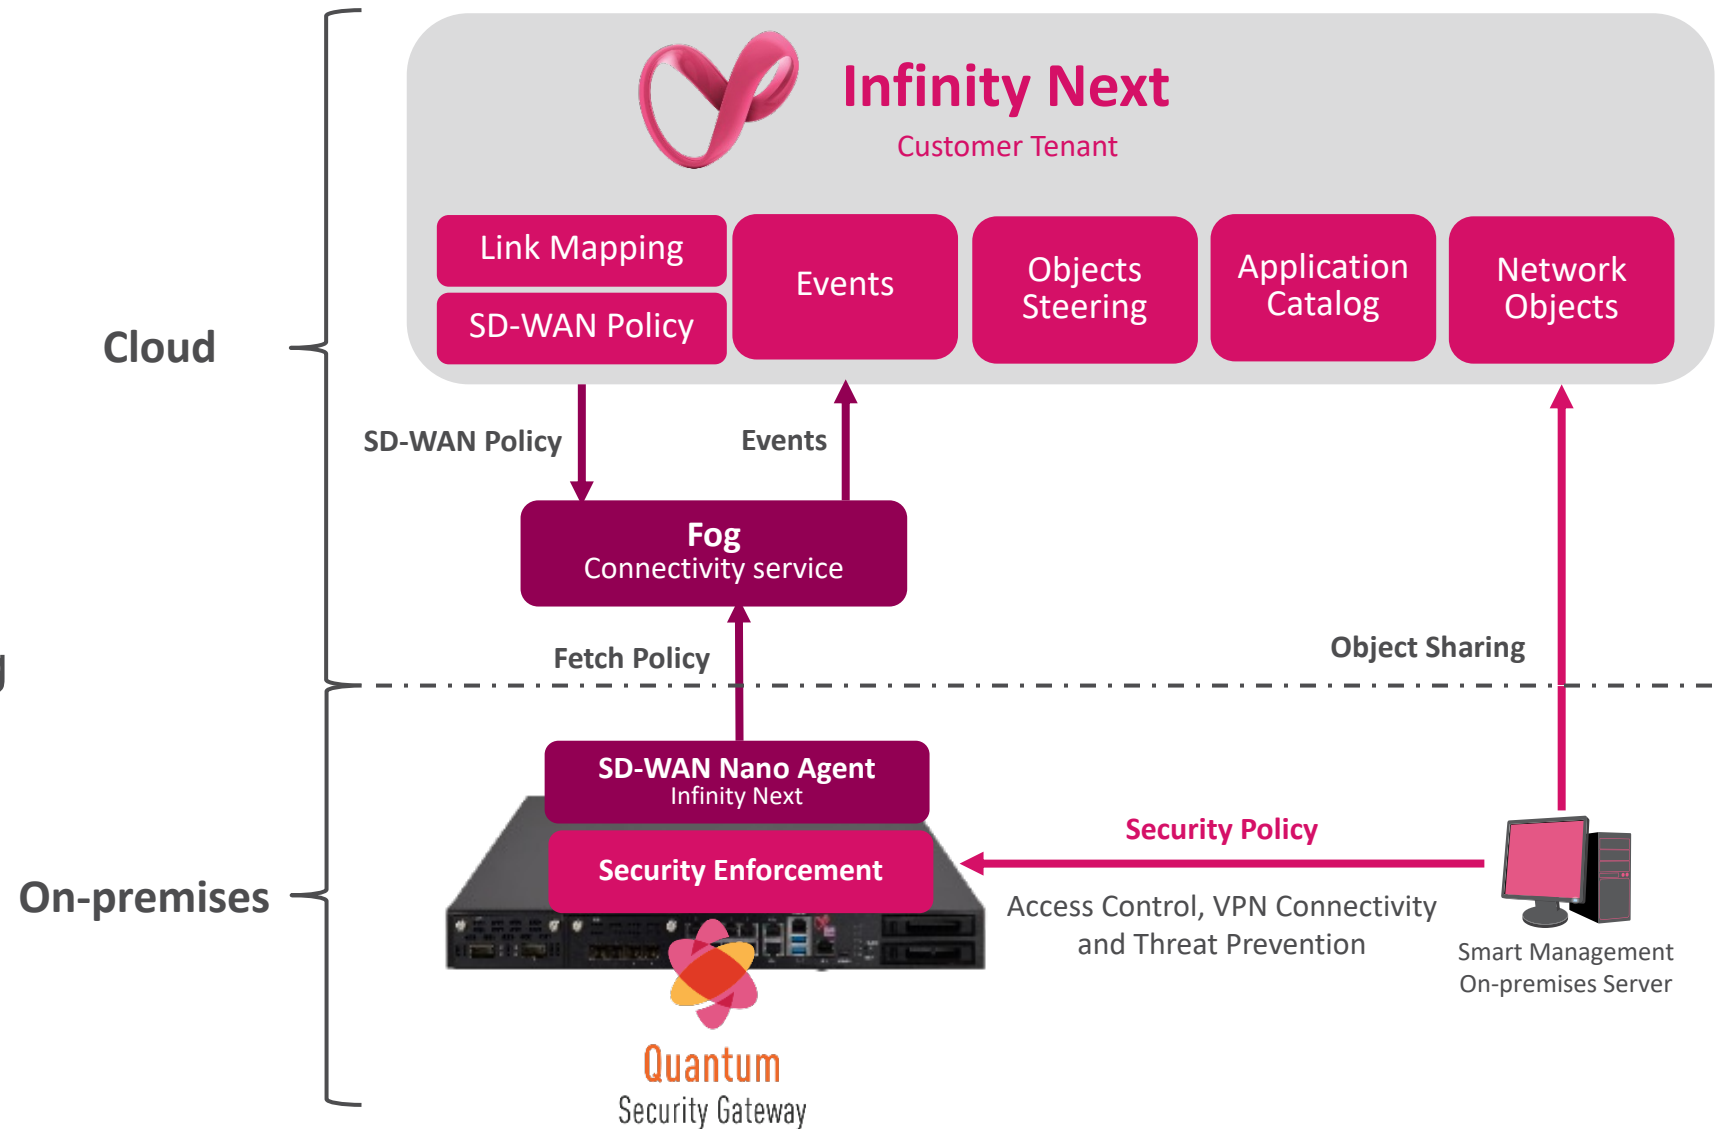 Infinity Next
Customer Tenant
Link Mapping
SD-WAN Policy
Events
Objects
Steering
Application
Catalog
Network
Objects
Cloud
SD-WAN Policy
Events
Fog
Connectivity service
Fetch Policy
Object Sharing
g
On-premises
SD-WAN Nano Agent
Infinity Next
Security Enforcement
Security Policy
Access Control, VPN Connectivity
and Threat Prevention
Smart Management
On-premises Server
Quantum
Security Gateway